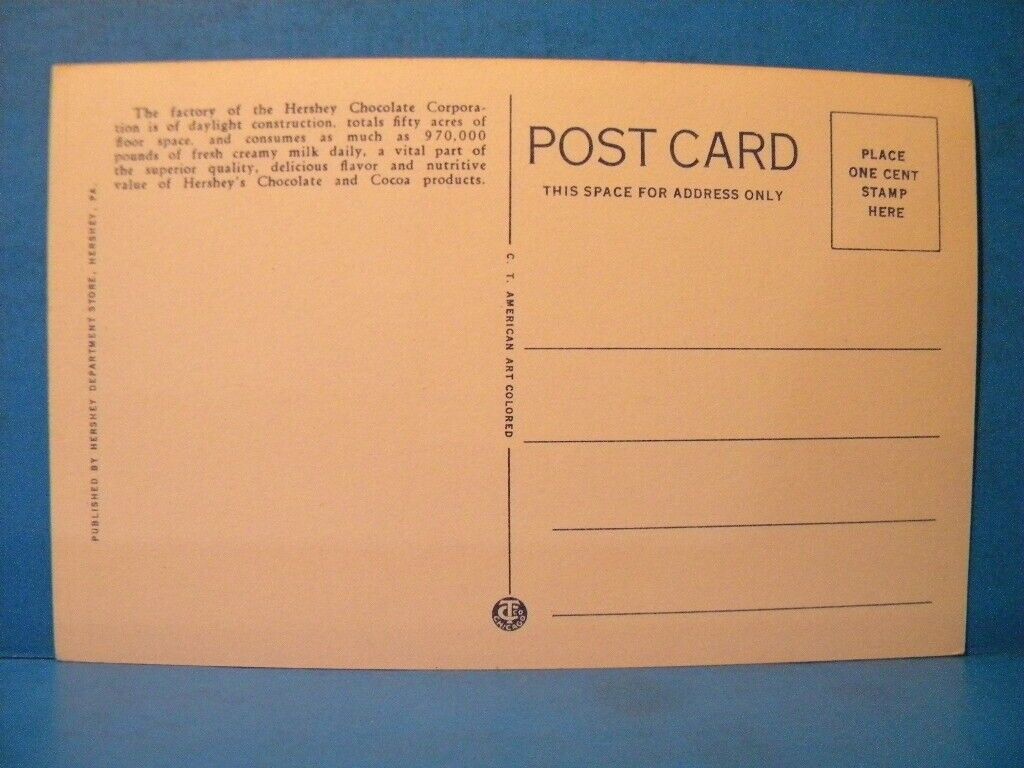 The factory of the Hershey Chocolate Corpora-
tion is of daylight construction, totals fifty acres of
floor space, and consumes as much as 970,000
pounds of fresh creamy milk daily, a vital part of
the superior quality, delicious flavor and nutritive
value of Hershey's Chocolate and Cocoa products.
PUBLISHED BY HERSHEY DEPARTMENT STORE, HERSHEY, PA.
C. T. AMERICAN ART COLORED
CT CO
CHICAGO
POST CARD
THIS SPACE FOR ADDRESS ONLY
PLACE
ONE CENT
STAMP
HERE